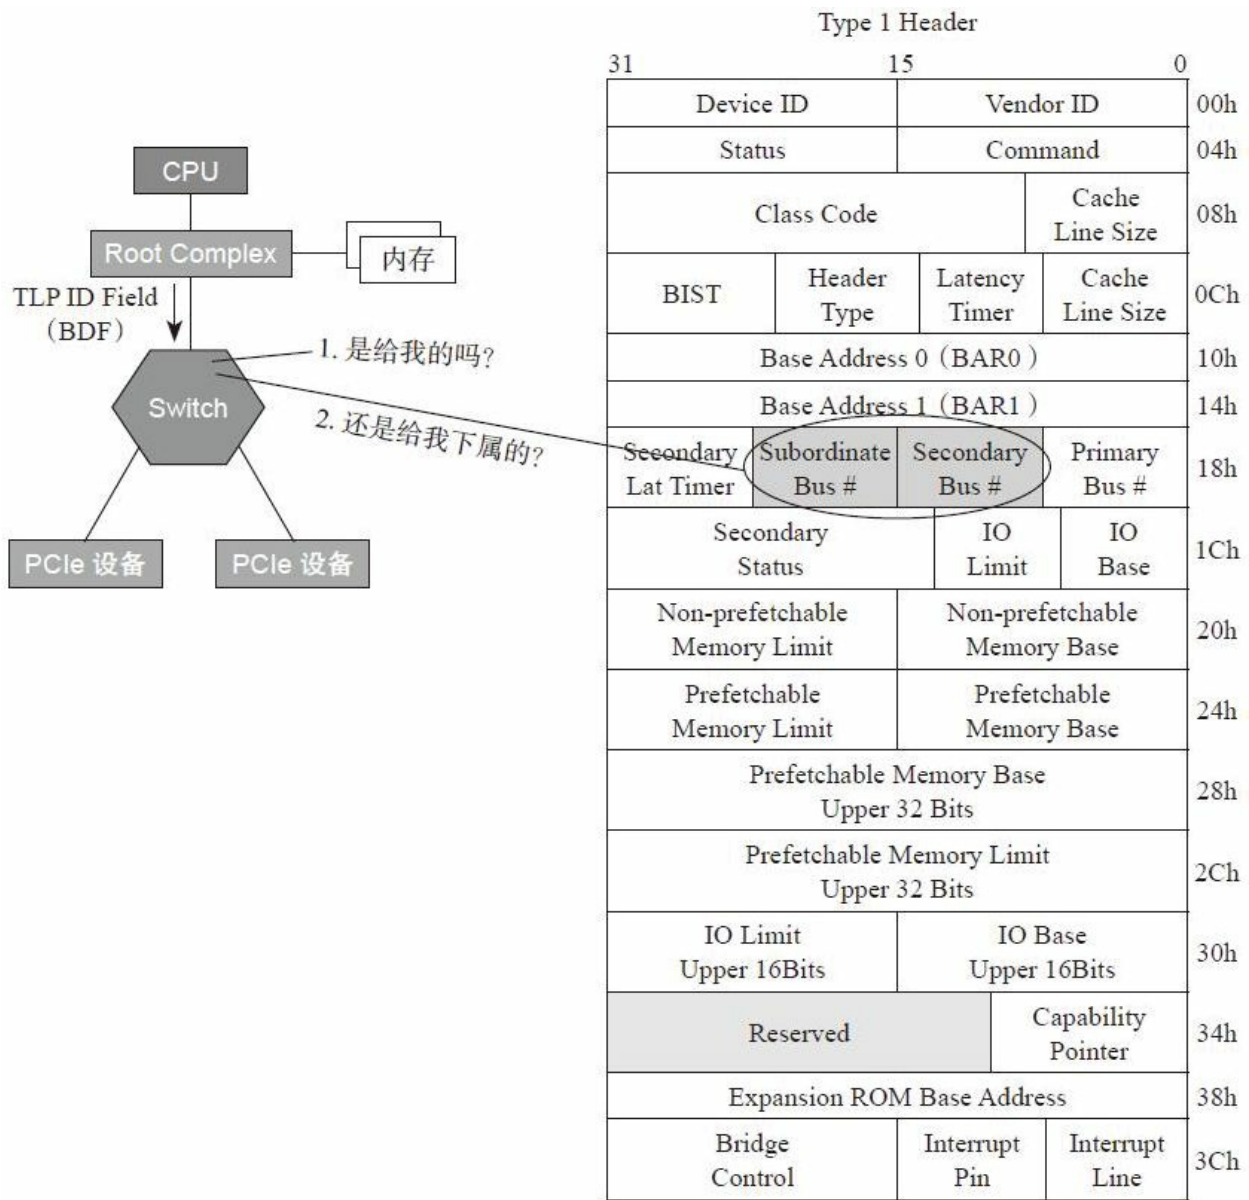 CPU
Root Complex
内存
TLP ID Field
（BDF）
1. 是给我的吗?
Switch
2. 还是给我下属的?
PCIe 设备
PCIe 设备
Type 1 Header
31 15 0
Device ID Vendor ID 00h
Status Command 04h
Class Code Cache
Line Size 08h
BIST Header
Type Latency
Timer Cache
Line Size 0Ch
Base Address 0（BAR0） 10h
Base Address 1（BAR1） 14h
Secondary
Lat Timer Subordinate
Bus # Secondary
Bus # Primary
Bus # 18h
Secondary
Status IO
Limit IO
Base 1Ch
Non-prefetchable
Memory Limit Non-prefetchable
Memory Base 20h
Prefetchable
Memory Limit Prefetchable
Memory Base 24h
Prefetchable Memory Base
Upper 32 Bits 28h
Prefetchable Memory Limit
Upper 32 Bits 2Ch
IO Limit
Upper 16Bits IO Base
Upper 16Bits 30h
Reserved Capability
Pointer 34h
Expansion ROM Base Address 38h
Bridge
Control Interrupt
Pin Interrupt
Line 3Ch